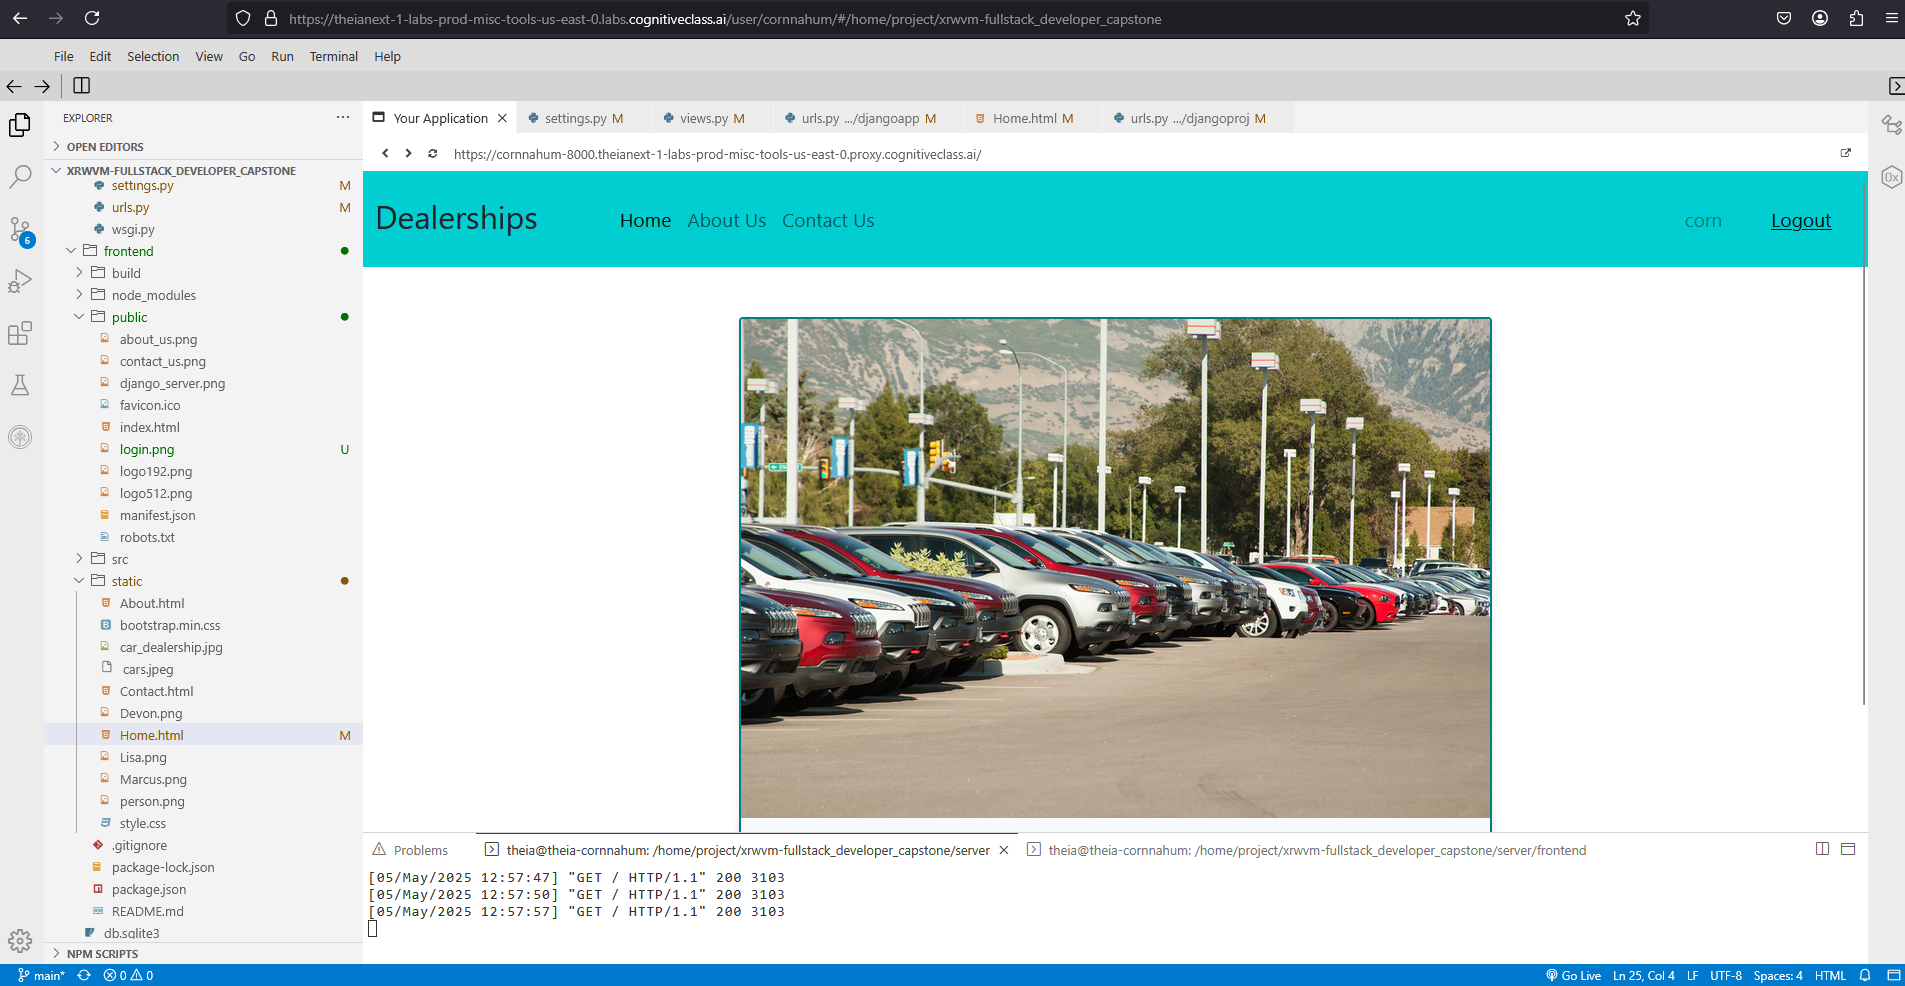 https://theianext-1-labs-prod-misc-tools-us-east-0.labs.cognitiveclass.ai/user/cornnahum/#/home/project/xrwvm-fullstack_developer_capstone
File Edit Selection View Go Run Terminal Help
EXPLORER
OPEN EDITORS
XRWVM-FULLSTACK_DEVELOPER_CAPSTONE
settings.py M
urls.py M
wsgi.py
frontend
build
node_modules
public
about_us.png
contact_us.png
django_server.png
favicon.ico
index.html
login.png U
logo192.png
logo512.png
manifest.json
robots.txt
src
static
About.html
bootstrap.min.css
car_dealership.jpg
cars.jpeg
Contact.html
Devon.png
Home.html M
Lisa.png
Marcus.png
person.png
style.css
.gitignore
package-lock.json
package.json
README.md
db.sqlite3
NPM SCRIPTS
6
Your Application settings.py M views.py M urls.py .../djangoapp M Home.html M urls.py .../djangoproj M
https://cornnahum-8000.theianext-1-labs-prod-misc-tools-us-east-0.proxy.cognitiveclass.ai/
Dealerships Home About Us Contact Us corn Logout
Problems theia@theia-cornnahum: /home/project/xrwvm-fullstack_developer_capstone/server theia@theia-cornnahum: /home/project/xrwvm-fullstack_developer_capstone/server/frontend
[05/May/2025 12:57:47] "GET / HTTP/1.1" 200 3103
[05/May/2025 12:57:50] "GET / HTTP/1.1" 200 3103
[05/May/2025 12:57:57] "GET / HTTP/1.1" 200 3103
0x
main* 0 0 Go Live Ln 25, Col 4 LF UTF-8 Spaces: 4 HTML